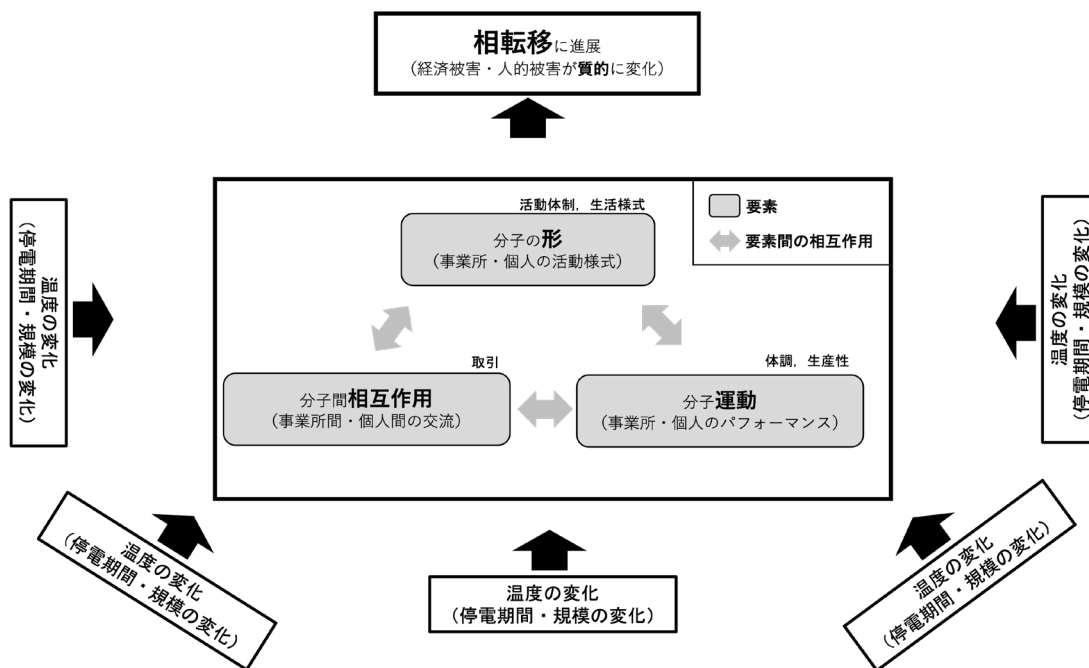 相転移に進展
（経済被害・人的被害が質的に変化）
要素
要素間の相互作用
活動体制，生活様式
分子の形
（事業所・個人の活動様式）
取引
分子間相互作用
（事業所間・個人間の交流）
体調，生産性
分子運動
（事業所・個人のパフォーマンス）
温度の変化
（停電期間・規模の変化）
温度の変化
（停電期間・規模の変化）
温度の変化
（停電期間・規模の変化）
温度の変化
（停電期間・規模の変化）
温度の変化
（停電期間・規模の変化）